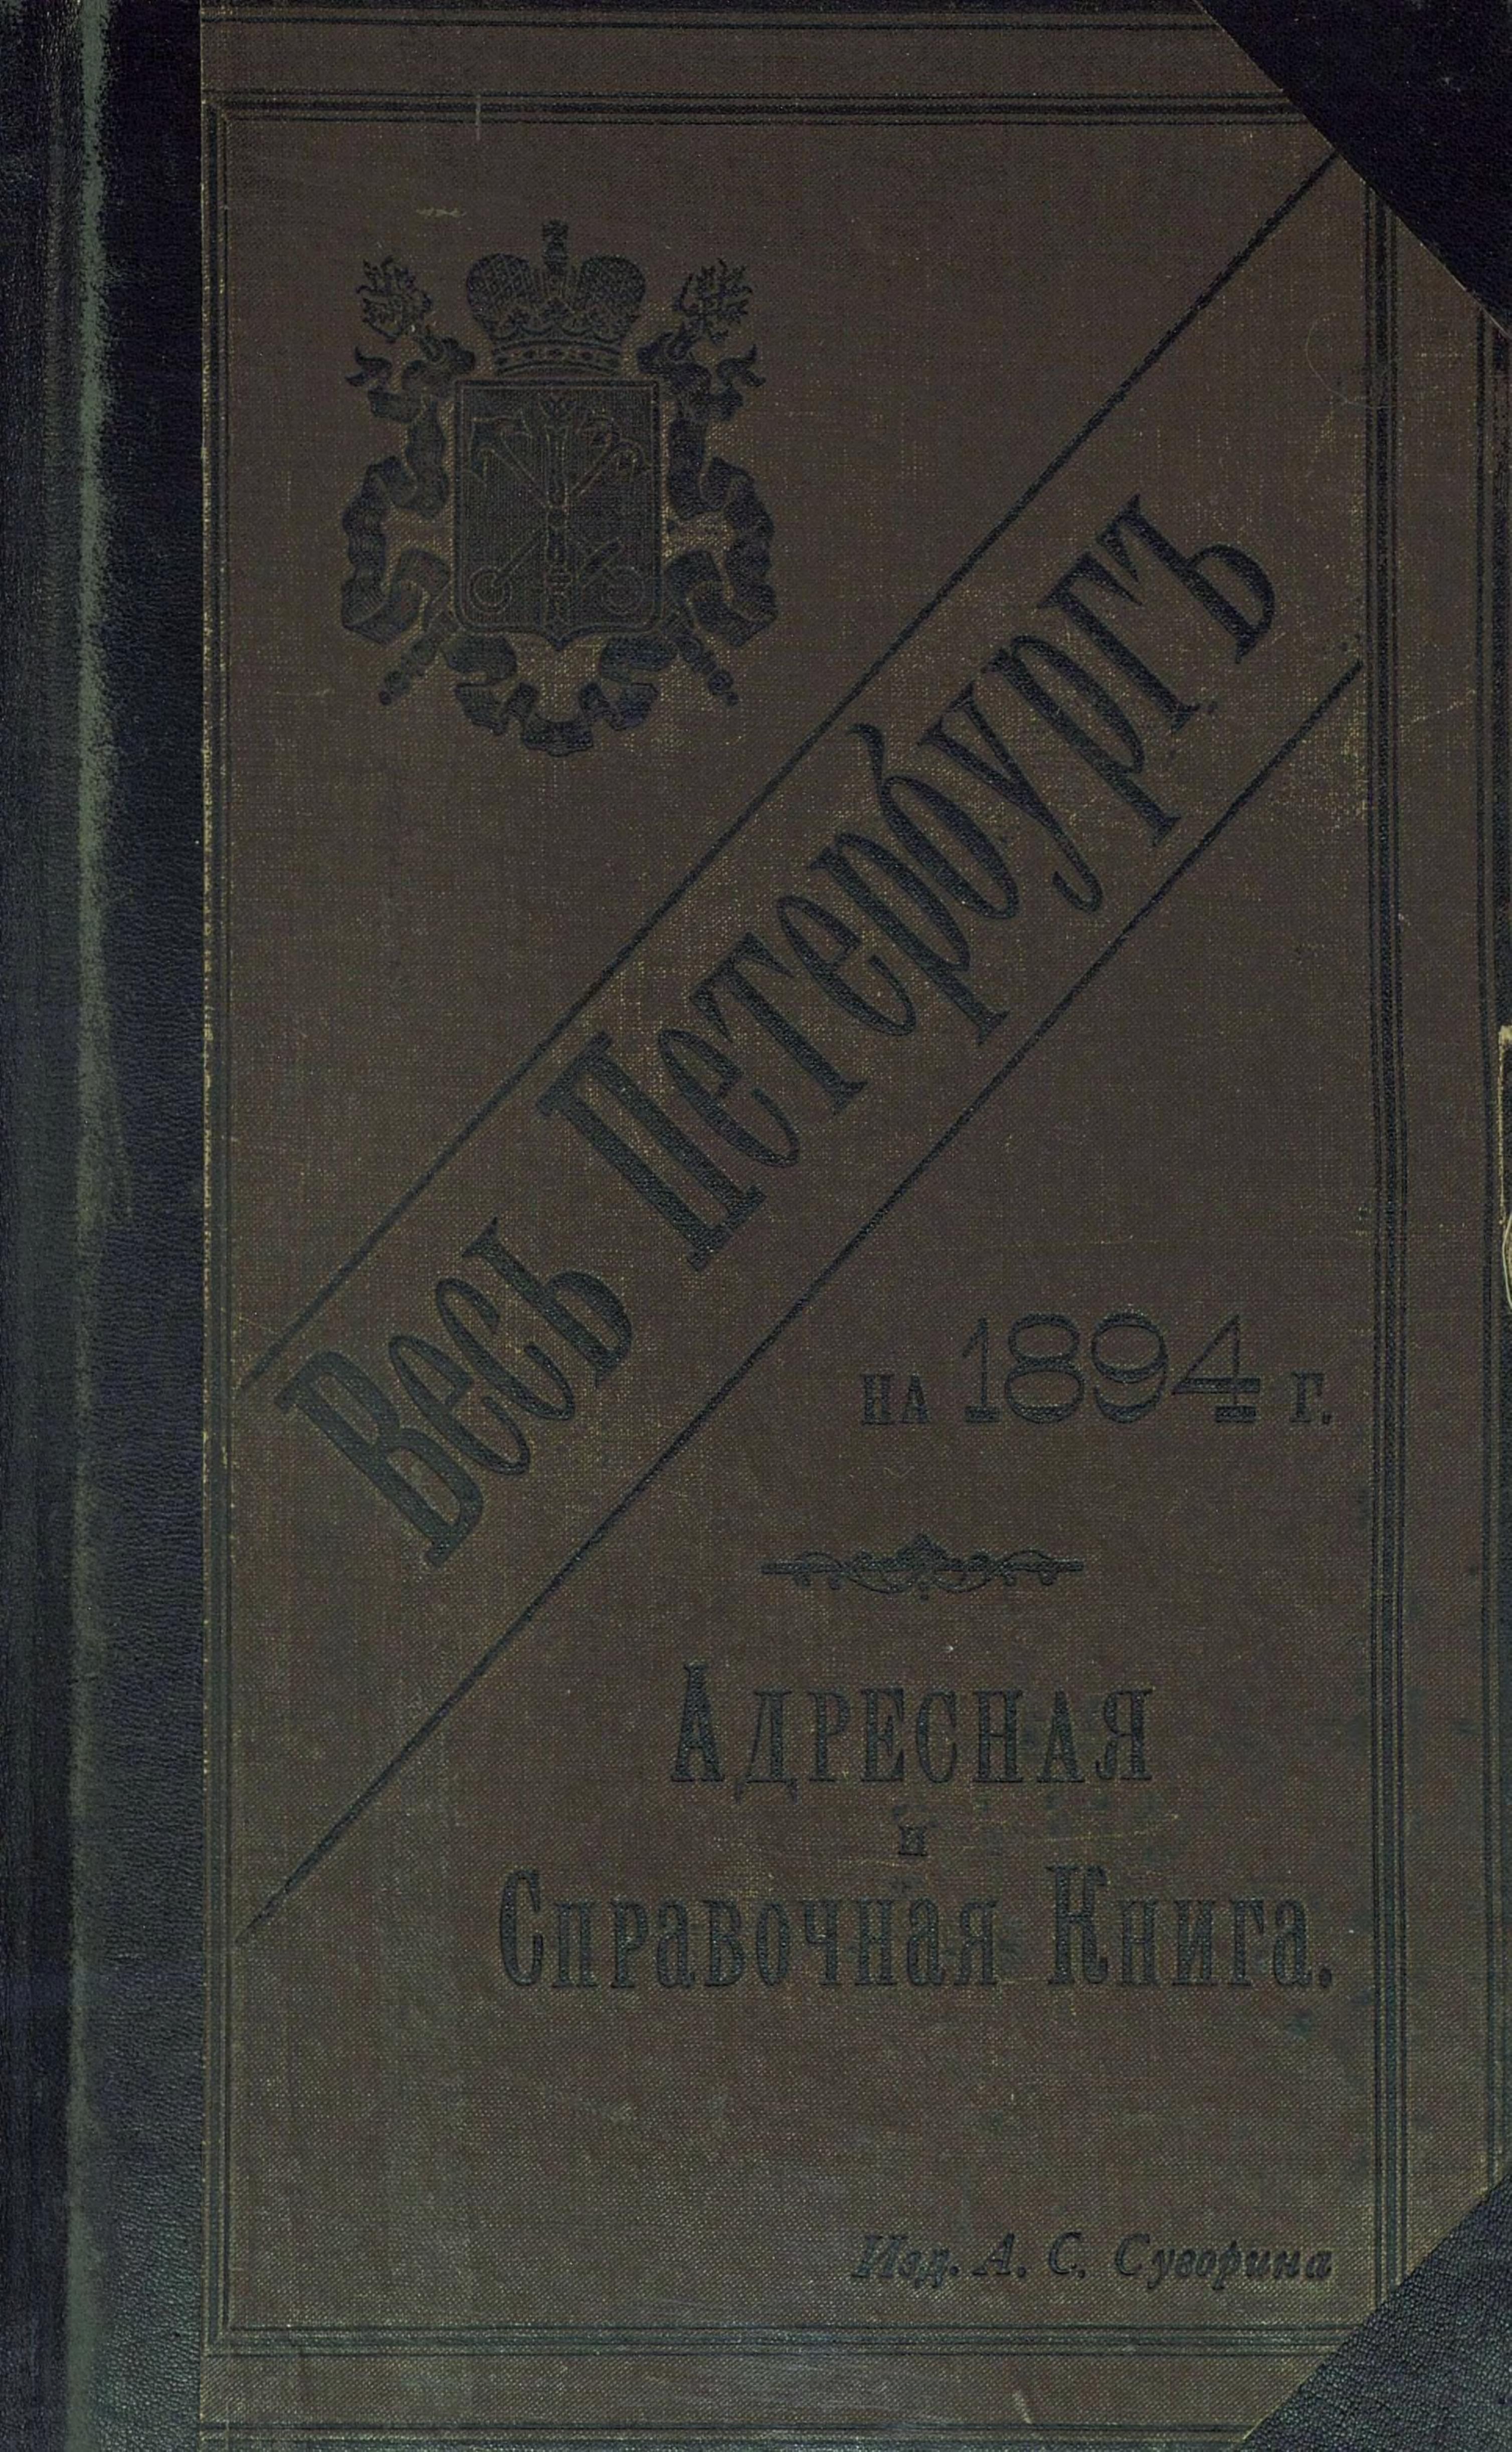 Весь Петербургъ
на 1894 г.
Адресная
и
Справочная Книга.
Изд. А. С. Суворина